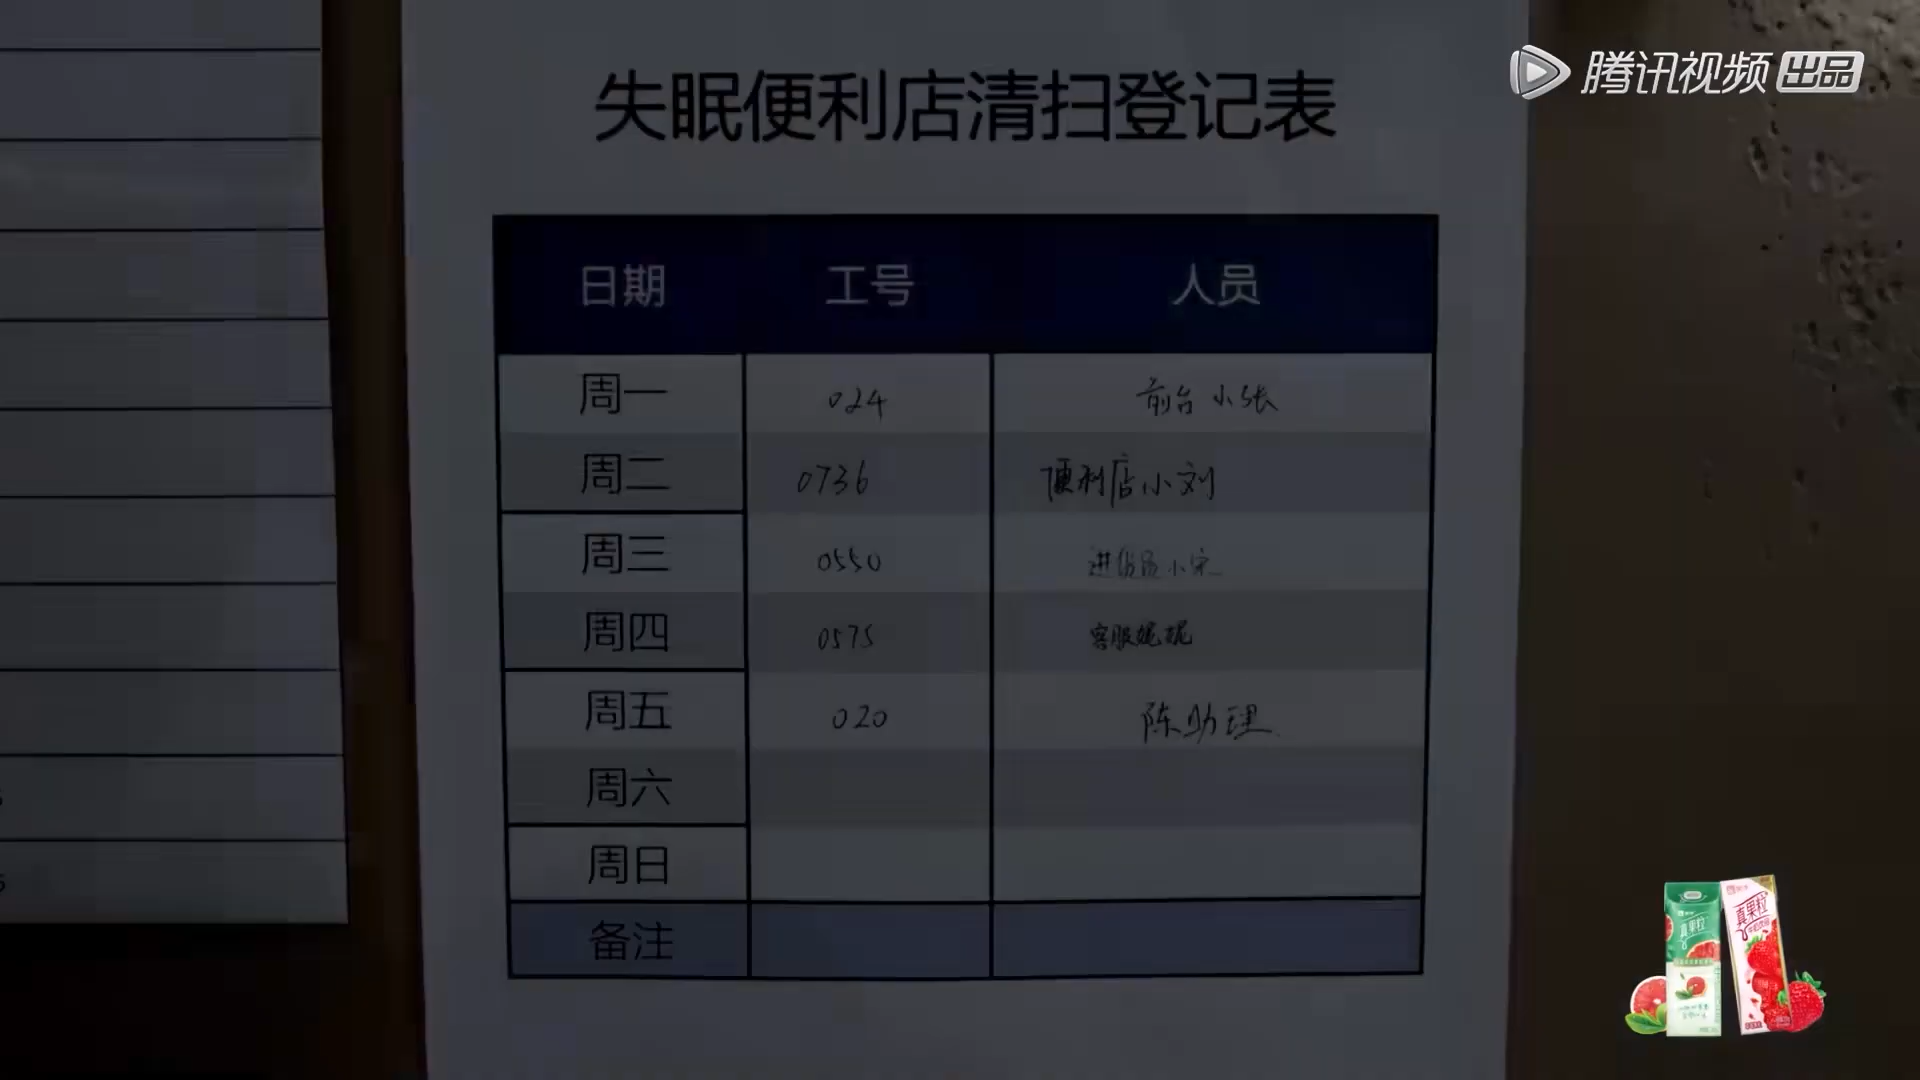 腾讯视频 出品
失眠便利店清扫登记表
日期 工号 人员
周一 024 前台小张
周二 0736 便利店小刘
周三 0550 进货员小宋
周四 0575 客服妮妮
周五 020 陈助理
周六
周日
备注
真果粒
真果粒